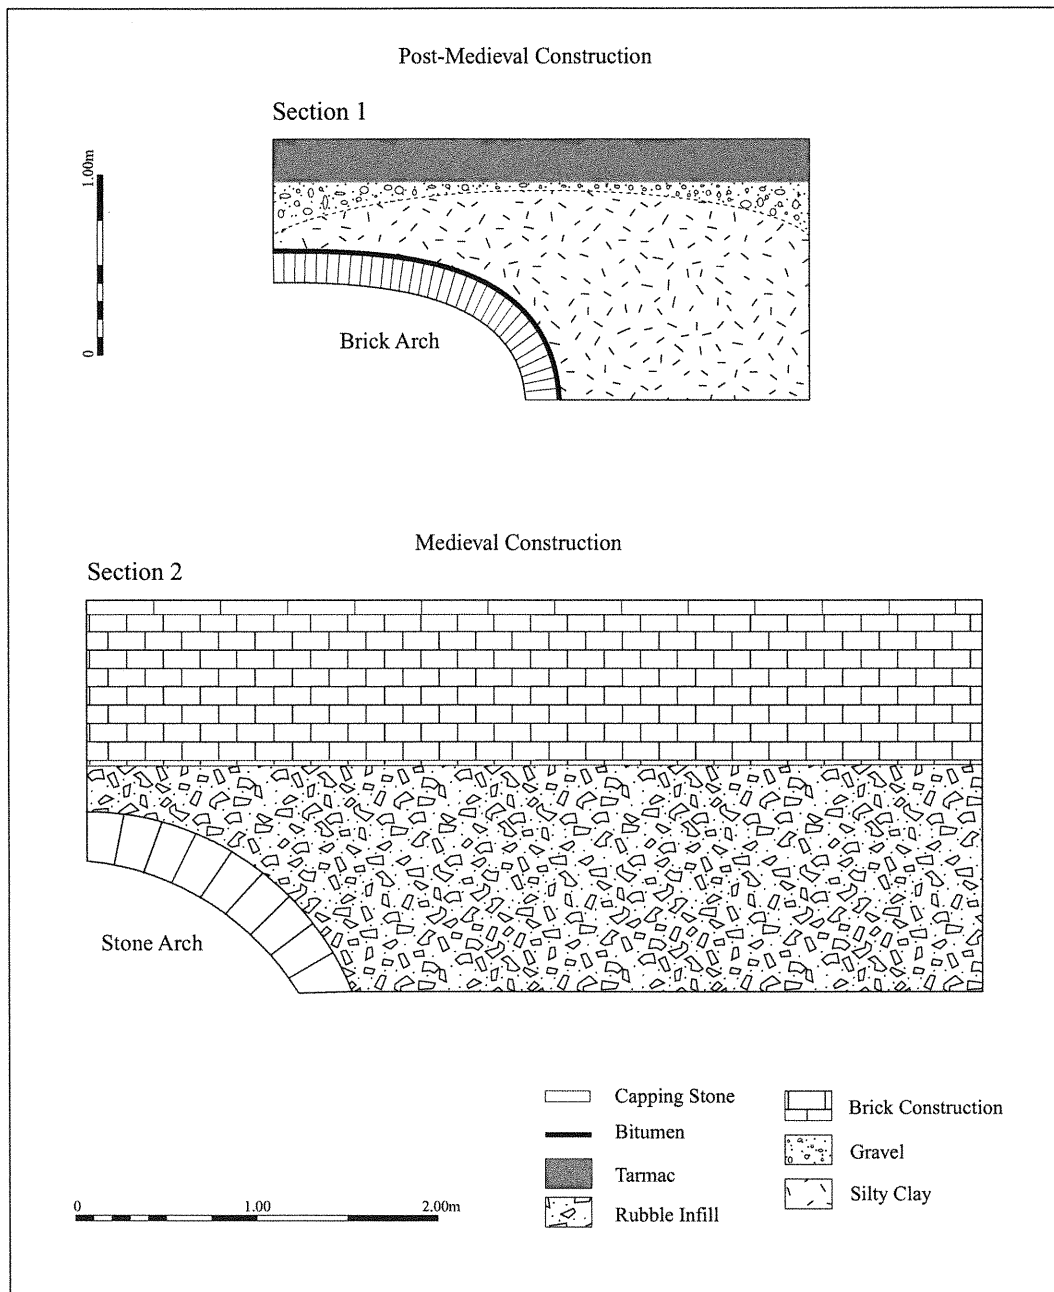 Post-Medieval Construction
Section 1
1.00m
0
Brick Arch
Medieval Construction
Section 2
Stone Arch
Capping Stone
Bitumen
Tarmac
Rubble Infill
Brick Construction
Gravel
Silty Clay
0 1.00 2.00m